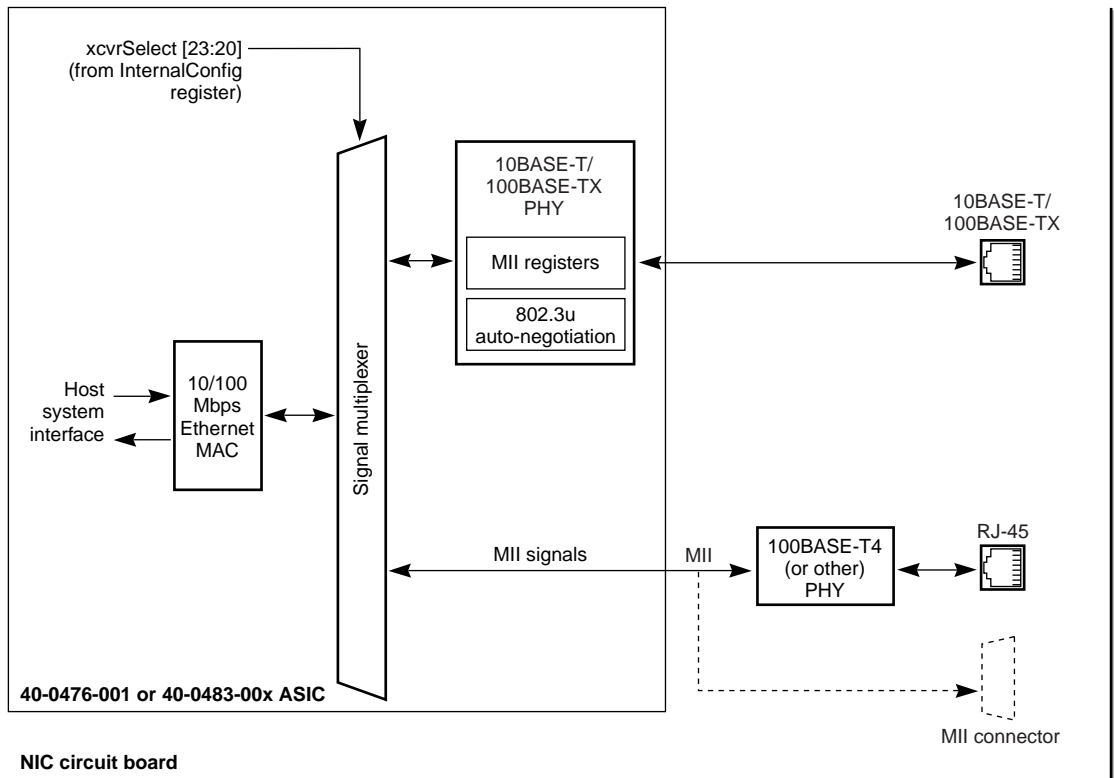 xcvrSelect [23:20]
(from InternalConfig
register)
10BASE-T/
100BASE-TX
PHY
MII registers
802.3u
auto-negotiation
10BASE-T/
100BASE-TX
Host
system
interface
10/100
Mbps
Ethernet
MAC
Signal multiplexer
MII signals
MII
100BASE-T4
(or other)
PHY
RJ-45
MII connector
40-0476-001 or 40-0483-00x ASIC
NIC circuit board